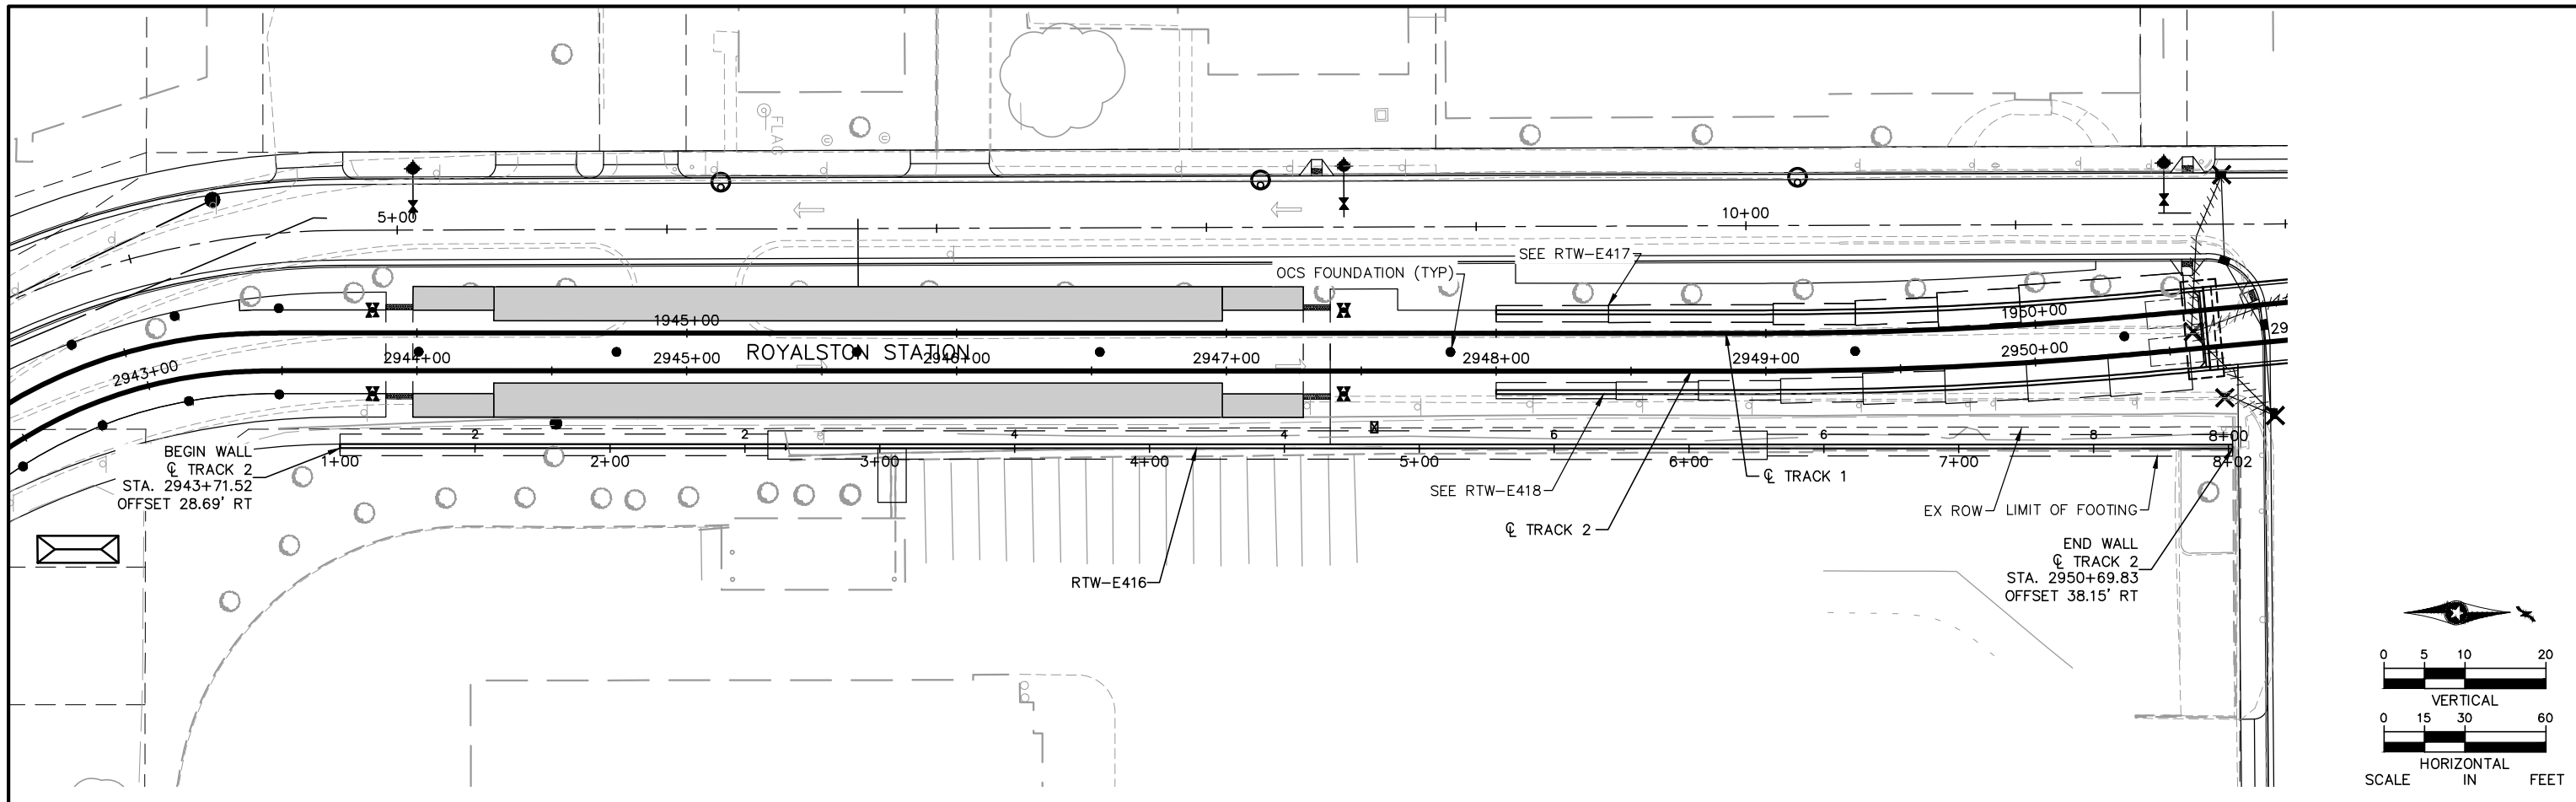 FLAG
5+00
10+00
SEE RTW-E417
OCS FOUNDATION (TYP)
1945+00
1950+00
29
2943+00
2944+00
2945+00
ROYALSTON STATION
2946+00
2947+00
2948+00
2949+00
2950+00
2
2
4
4
6
6
8
8+00
1+00
2+00
3+00
4+00
5+00
6+00
7+00
8+02
BEGIN WALL
℄ TRACK 2
STA. 2943+71.52
OFFSET 28.69' RT
SEE RTW-E418
℄ TRACK 1
℄ TRACK 2
EX ROW
LIMIT OF FOOTING
RTW-E416
END WALL
℄ TRACK 2
STA. 2950+69.83
OFFSET 38.15' RT
0 5 10 20
VERTICAL
0 15 30 60
HORIZONTAL
SCALE IN FEET